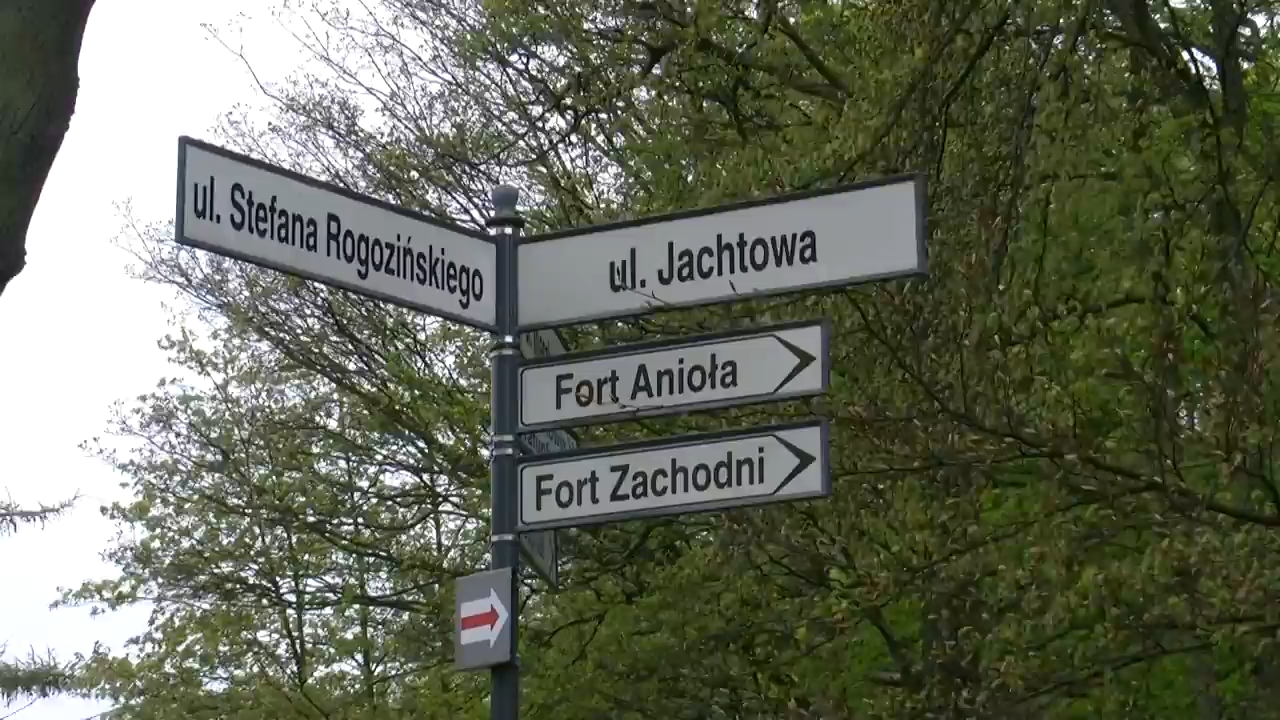 ul. Stefana Rogozińskiego
ul. Jachtowa
Fort Anioła
Fort Zachodni